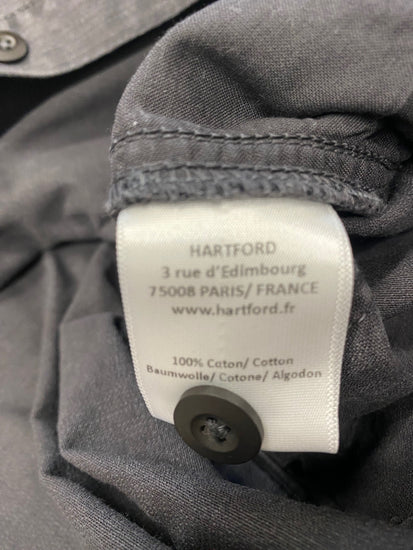 HARTFORD
3 rue d'Edimbourg
75008 PARIS/ FRANCE
www.hartford.fr
100% Coton/ Cotton
Baumwolle/ Cotone/ Algodon